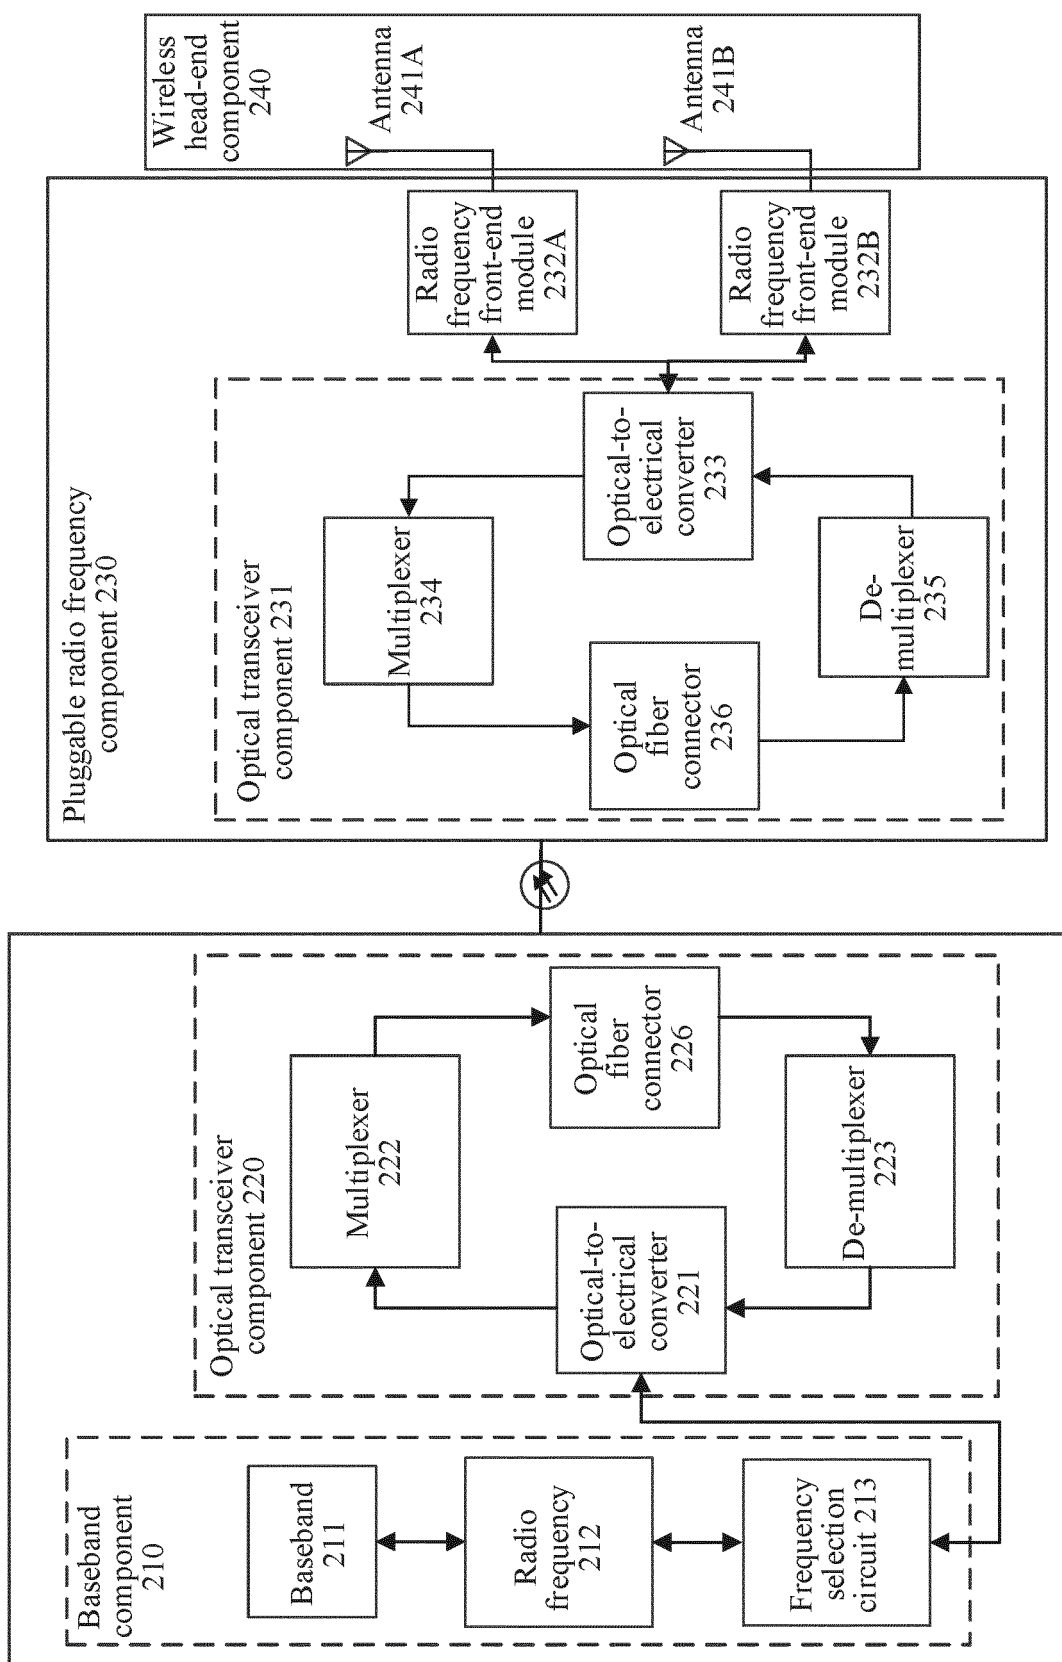 Baseband
component
210
Baseband
211
Radio
frequency
212
Frequency
selection
circuit 213
Optical transceiver
component 220
Multiplexer
222
Optical-to-
electrical
converter
221
Optical
fiber
connector
226
De-multiplexer
223
Pluggable radio frequency
component 230
Optical transceiver
component 231
Multiplexer
234
Optical
fiber
connector
236
Optical-to-
electrical
converter
233
De-
multiplexer
235
Radio
frequency
front-end
module
232A
Radio
frequency
front-end
module
232B
Wireless
head-end
component
240
Antenna
241A
Antenna
241B